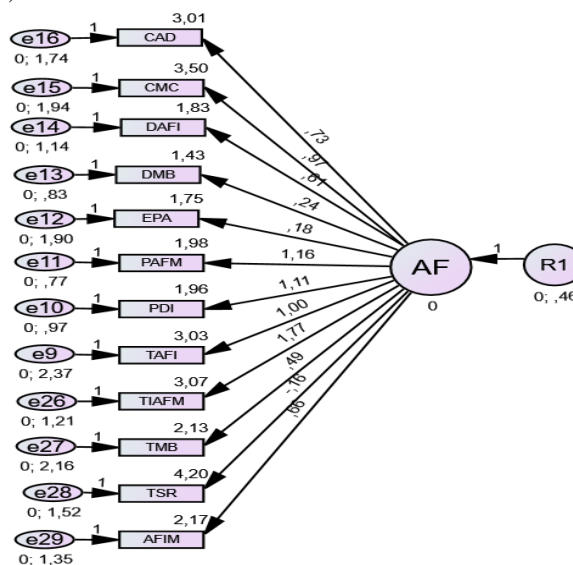 3,01
e16 1 CAD
0; 1,74
3,50
e15 1 CMC
0; 1,94
1,83
e14 1 DAFI
0; 1,14
1,43
e13 1 DMB
0; ,83
1,75
e12 1 EPA
0; 1,90
1,98
e11 1 PAFM
0; ,77
1,96
e10 1 PDI
0; ,97
3,03
e9 1 TAFI
0; 2,37
3,07
e26 1 TIAFM
0; 1,21
2,13
e27 1 TMB
0; 2,16
4,20
e28 1 TSR
0; 1,52
2,17
e29 1 AFIM
0; 1,35
,73
,97
,61
,24
,18
1,16
1,11
1,00
1,77
,49
-,16
,66
AF
0
1
R1
0; ,46